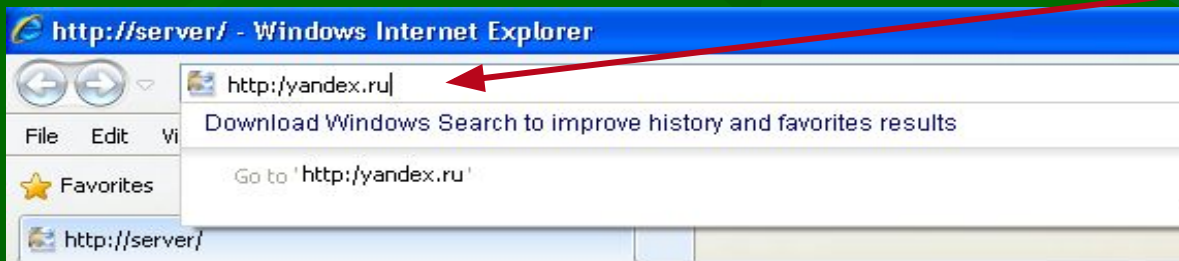 http://server/ - Windows Internet Explorer
http:/yandex.ru
Download Windows Search to improve history and favorites results
File Edit Vi
Go to 'http:/yandex.ru'
Favorites
http://server/